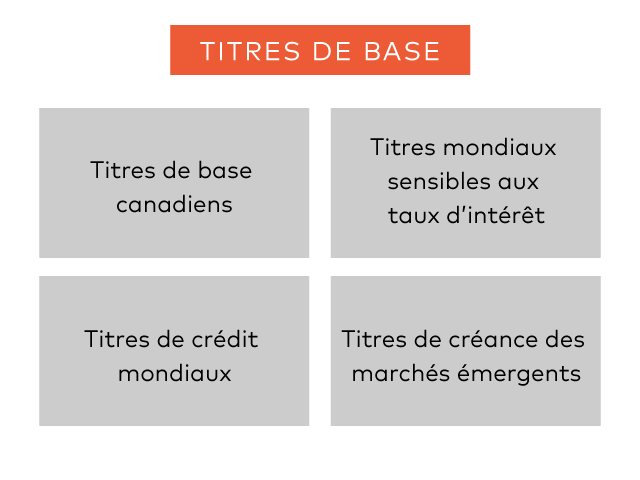 TITRES DE BASE
Titres de base
canadiens
Titres mondiaux
sensibles aux
taux d’intérêt
Titres de crédit
mondiaux
Titres de créance des
marchés émergents